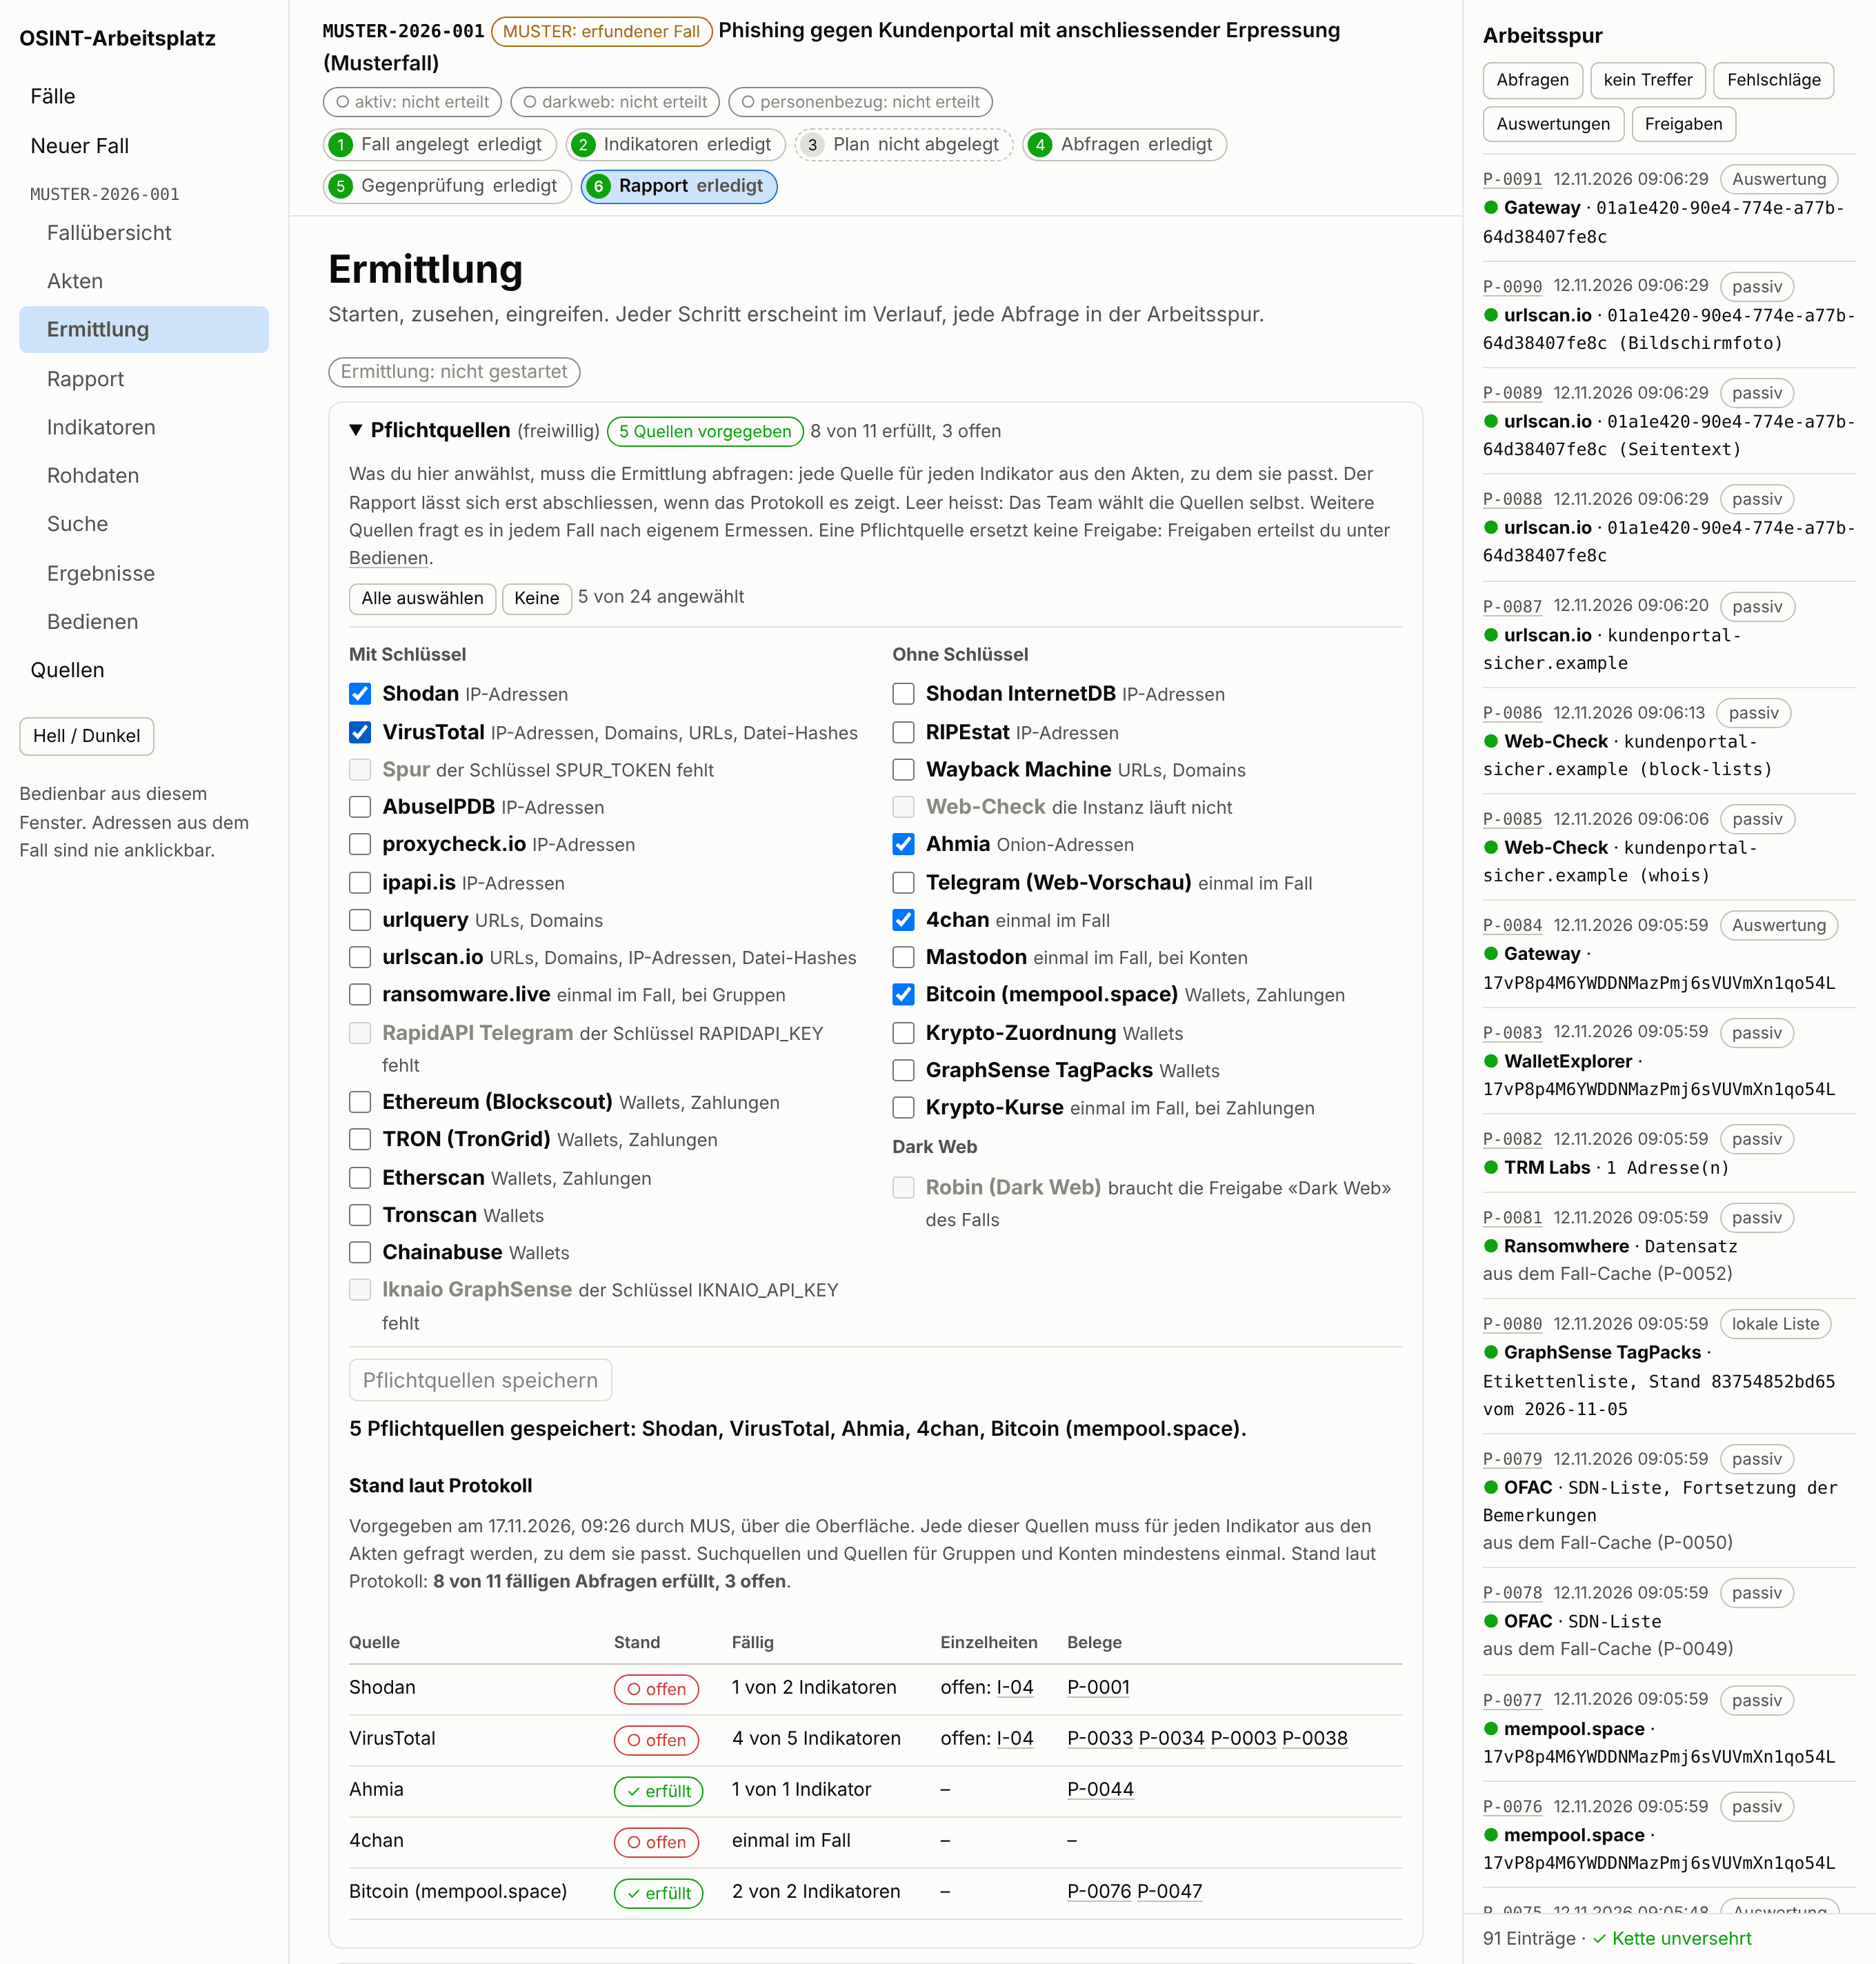 OSINT-Arbeitsplatz
Fälle
Neuer Fall
MUSTER-2026-001
Fallübersicht
Akten
Ermittlung
Rapport
Indikatoren
Rohdaten
Suche
Ergebnisse
Bedienen
Quellen
Hell / Dunkel
Bedienbar aus diesem
Fenster. Adressen aus dem
Fall sind nie anklickbar.
MUSTER-2026-001 MUSTER: erfundener Fall Phishing gegen Kundenportal mit anschliessender Erpressung
(Musterfall)
aktiv: nicht erteilt darkweb: nicht erteilt personenbezug: nicht erteilt
1 Fall angelegt erledigt 2 Indikatoren erledigt 3 Plan nicht abgelegt 4 Abfragen erledigt
5 Gegenprüfung erledigt 6 Rapport erledigt
Ermittlung
Starten, zusehen, eingreifen. Jeder Schritt erscheint im Verlauf, jede Abfrage in der Arbeitsspur.
Ermittlung: nicht gestartet
▼ Pflichtquellen (freiwillig) 5 Quellen vorgegeben 8 von 11 erfüllt, 3 offen
Was du hier anwählst, muss die Ermittlung abfragen: jede Quelle für jeden Indikator aus den Akten, zu dem sie passt. Der
Rapport lässt sich erst abschliessen, wenn das Protokoll es zeigt. Leer heisst: Das Team wählt die Quellen selbst. Weitere
Quellen fragt es in jedem Fall nach eigenem Ermessen. Eine Pflichtquelle ersetzt keine Freigabe: Freigaben erteilst du unter
Bedienen.
Alle auswählen Keine 5 von 24 angewählt
Mit Schlüssel
Shodan IP-Adressen
VirusTotal IP-Adressen, Domains, URLs, Datei-Hashes
Spur der Schlüssel SPUR_TOKEN fehlt
AbuseIPDB IP-Adressen
proxycheck.io IP-Adressen
ipapi.is IP-Adressen
urlquery URLs, Domains
urlscan.io URLs, Domains, IP-Adressen, Datei-Hashes
ransomware.live einmal im Fall, bei Gruppen
RapidAPI Telegram der Schlüssel RAPIDAPI_KEY
fehlt
Ethereum (Blockscout) Wallets, Zahlungen
TRON (TronGrid) Wallets, Zahlungen
Etherscan Wallets, Zahlungen
Tronscan Wallets
Chainabuse Wallets
Iknaio GraphSense der Schlüssel IKNAIO_API_KEY
fehlt
Ohne Schlüssel
Shodan InternetDB IP-Adressen
RIPEstat IP-Adressen
Wayback Machine URLs, Domains
Web-Check die Instanz läuft nicht
Ahmia Onion-Adressen
Telegram (Web-Vorschau) einmal im Fall
4chan einmal im Fall
Mastodon einmal im Fall, bei Konten
Bitcoin (mempool.space) Wallets, Zahlungen
Krypto-Zuordnung Wallets
GraphSense TagPacks Wallets
Krypto-Kurse einmal im Fall, bei Zahlungen
Dark Web
Robin (Dark Web) braucht die Freigabe «Dark Web»
des Falls
Pflichtquellen speichern
5 Pflichtquellen gespeichert: Shodan, VirusTotal, Ahmia, 4chan, Bitcoin (mempool.space).
Stand laut Protokoll
Vorgegeben am 17.11.2026, 09:26 durch MUS, über die Oberfläche. Jede dieser Quellen muss für jeden Indikator aus den
Akten gefragt werden, zu dem sie passt. Suchquellen und Quellen für Gruppen und Konten mindestens einmal. Stand laut
Protokoll: 8 von 11 fälligen Abfragen erfüllt, 3 offen.
Quelle Stand Fällig Einzelheiten Belege
Shodan offen 1 von 2 Indikatoren offen: I-04 P-0001
VirusTotal offen 4 von 5 Indikatoren offen: I-04 P-0033 P-0034 P-0003 P-0038
Ahmia ✓ erfüllt 1 von 1 Indikator – P-0044
4chan offen einmal im Fall – –
Bitcoin (mempool.space) ✓ erfüllt 2 von 2 Indikatoren – P-0076 P-0047
Arbeitsspur
Abfragen kein Treffer Fehlschläge
Auswertungen Freigaben
P-0091 12.11.2026 09:06:29 Auswertung
Gateway · 01a1e420-90e4-774e-a77b-
64d38407fe8c
P-0090 12.11.2026 09:06:29 passiv
urlscan.io · 01a1e420-90e4-774e-a77b-
64d38407fe8c (Bildschirmfoto)
P-0089 12.11.2026 09:06:29 passiv
urlscan.io · 01a1e420-90e4-774e-a77b-
64d38407fe8c (Seitentext)
P-0088 12.11.2026 09:06:29 passiv
urlscan.io · 01a1e420-90e4-774e-a77b-
64d38407fe8c
P-0087 12.11.2026 09:06:20 passiv
urlscan.io · kundenportal-
sicher.example
P-0086 12.11.2026 09:06:13 passiv
Web-Check · kundenportal-
sicher.example (block-lists)
P-0085 12.11.2026 09:06:06 passiv
Web-Check · kundenportal-
sicher.example (whois)
P-0084 12.11.2026 09:05:59 Auswertung
Gateway ·
17vP8p4M6YWDDNMazPmj6sVUVmXn1qo54L
P-0083 12.11.2026 09:05:59 passiv
WalletExplorer ·
17vP8p4M6YWDDNMazPmj6sVUVmXn1qo54L
P-0082 12.11.2026 09:05:59 passiv
TRM Labs · 1 Adresse(n)
P-0081 12.11.2026 09:05:59 passiv
Ransomwhere · Datensatz
aus dem Fall-Cache (P-0052)
P-0080 12.11.2026 09:05:59 lokale Liste
GraphSense TagPacks ·
Etikettenliste, Stand 83754852bd65
vom 2026-11-05
P-0079 12.11.2026 09:05:59 passiv
OFAC · SDN-Liste, Fortsetzung der
Bemerkungen
aus dem Fall-Cache (P-0050)
P-0078 12.11.2026 09:05:59 passiv
OFAC · SDN-Liste
aus dem Fall-Cache (P-0049)
P-0077 12.11.2026 09:05:59 passiv
mempool.space ·
17vP8p4M6YWDDNMazPmj6sVUVmXn1qo54L
P-0076 12.11.2026 09:05:59 passiv
mempool.space ·
17vP8p4M6YWDDNMazPmj6sVUVmXn1qo54L
P-0075 12.11.2026 09:05:48 Auswertung
91 Einträge · ✓ Kette unversehrt